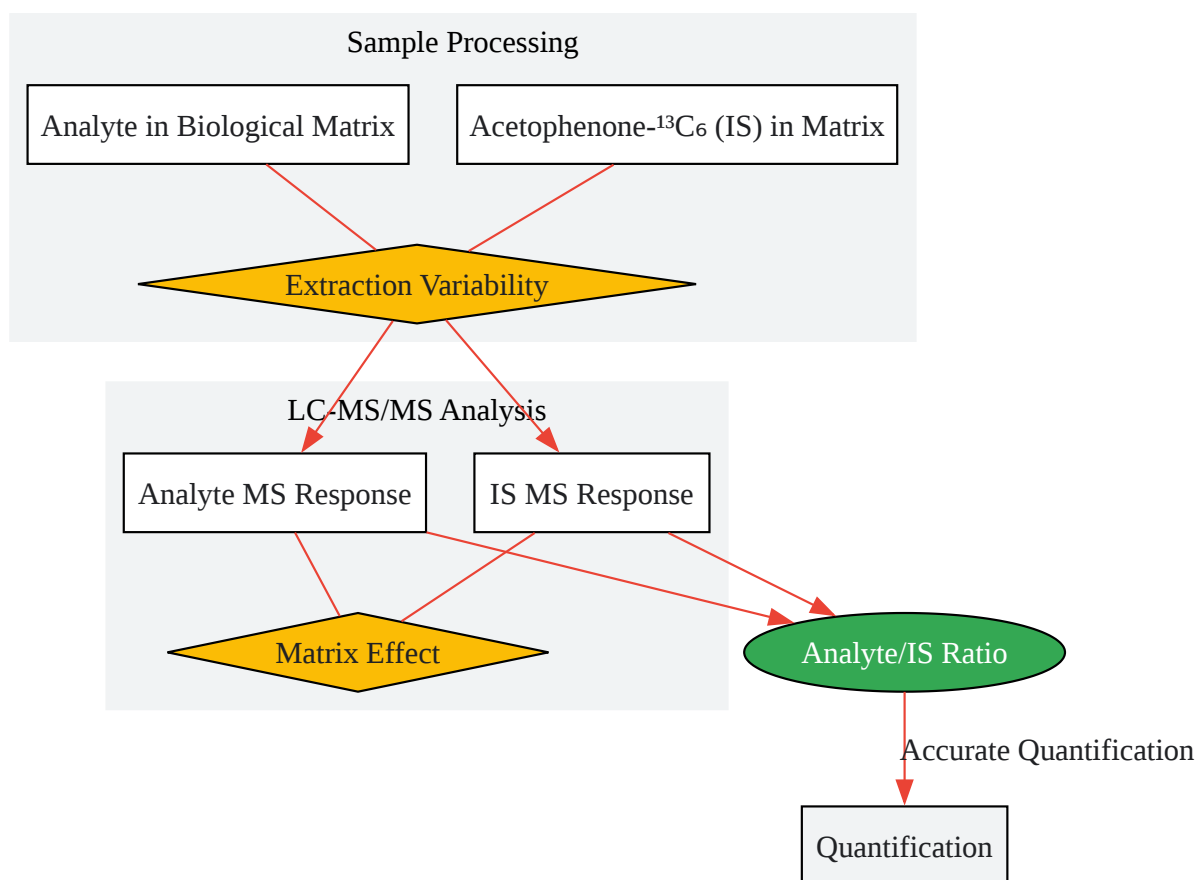 Sample Processing
Analyte in Biological Matrix
Acetophenone-¹³C₆ (IS) in Matrix
Extraction Variability
LC-MS/MS Analysis
Analyte MS Response
IS MS Response
Matrix Effect
Analyte/IS Ratio
Accurate Quantification
Quantification